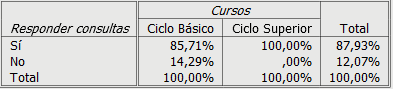 Cursos
Responder consultas Ciclo Básico Ciclo Superior Total
Sí 85,71% 100,00% 87,93%
No 14,29% ,00% 12,07%
Total 100,00% 100,00% 100,00%